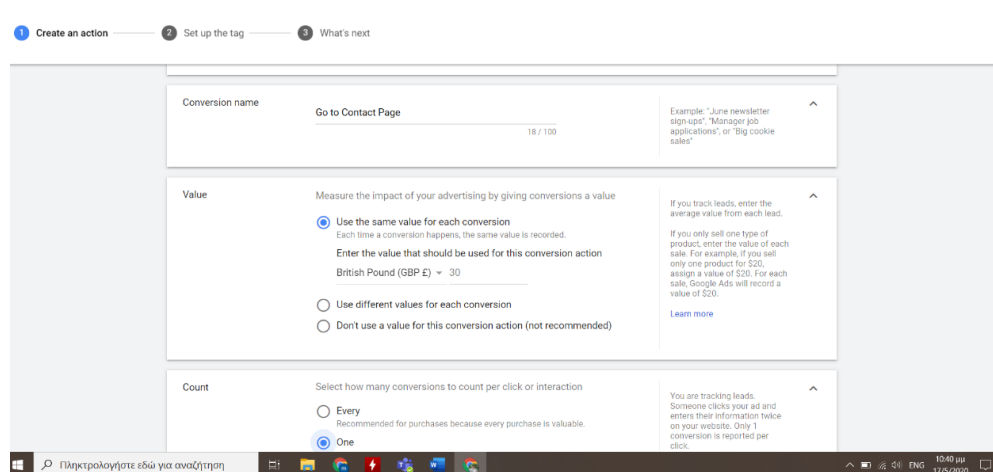 1 Create an action 2 Set up the tag 3 What's next
Conversion name
Go to Contact Page
18 / 100
Example: "June newsletter
sign-ups", "Manager job
applications", or "Big cookie
sales"
Value
Measure the impact of your advertising by giving conversions a value
Use the same value for each conversion
Each time a conversion happens, the same value is recorded.
Enter the value that should be used for this conversion action
British Pound (GBP £) 30
Use different values for each conversion
Don't use a value for this conversion action (not recommended)
If you track leads, enter the
average value from each lead.
If you only sell one type of
product, enter the value of each
sale. For example, if you sell
only one product for $20,
assign a value of $20. For each
sale, Google Ads will record a
value of $20.
Learn more
Count
Select how many conversions to count per click or interaction
Every
Recommended for purchases because every purchase is valuable.
One
You are tracking leads.
Someone clicks your ad and
enters their information twice
on your website. Only 1
conversion is reported per
click.
Πληκτρολογήστε εδώ για αναζήτηση
ENG
10:40 μμ
17/5/2020